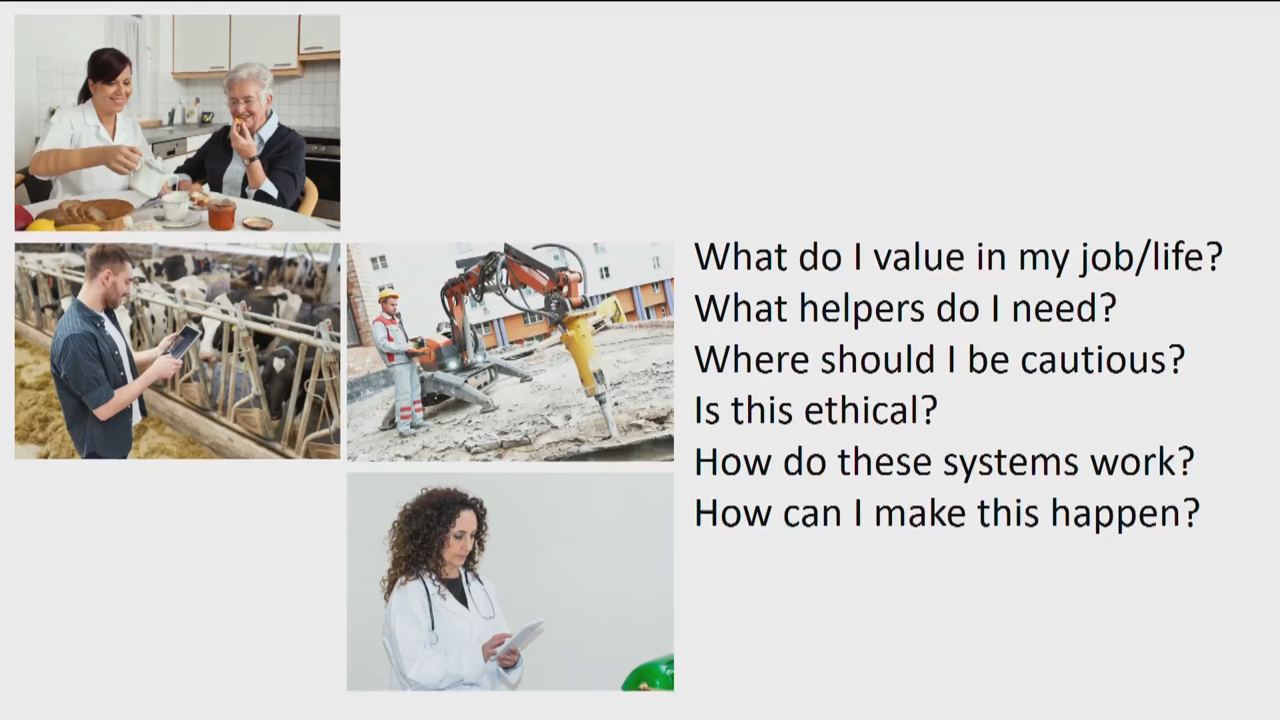 What do I value in my job/life?
What helpers do I need?
Where should I be cautious?
Is this ethical?
How do these systems work?
How can I make this happen?